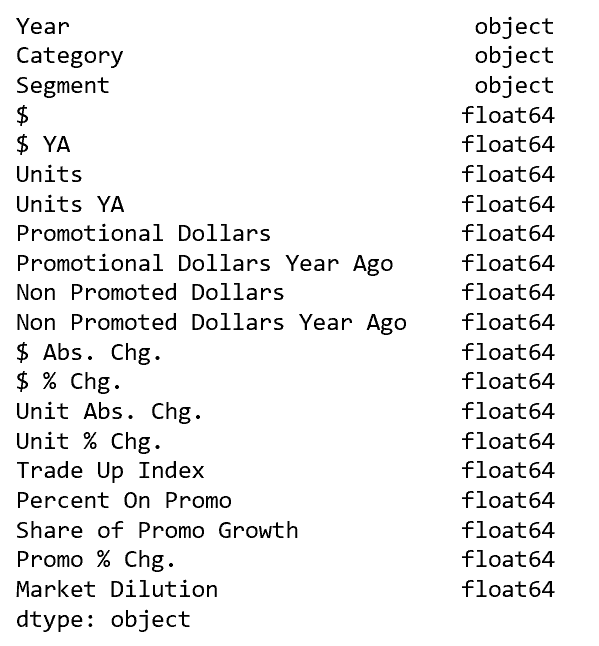 Year object
Category object
Segment object
$ float64
$ YA float64
Units float64
Units YA float64
Promotional Dollars float64
Promotional Dollars Year Ago float64
Non Promoted Dollars float64
Non Promoted Dollars Year Ago float64
$ Abs. Chg. float64
$ % Chg. float64
Unit Abs. Chg. float64
Unit % Chg. float64
Trade Up Index float64
Percent On Promo float64
Share of Promo Growth float64
Promo % Chg. float64
Market Dilution float64
dtype: object